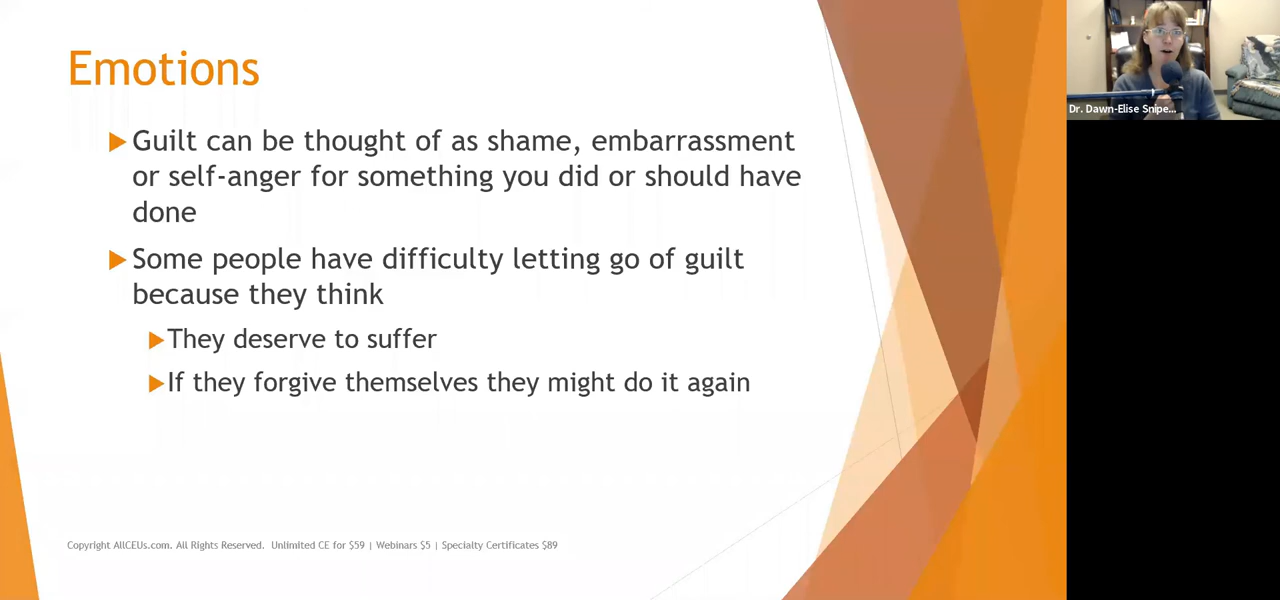 Emotions
Guilt can be thought of as shame, embarrassment
or self-anger for something you did or should have
done
Some people have difficulty letting go of guilt
because they think
They deserve to suffer
If they forgive themselves they might do it again
Copyright AllCEUs.com. All Rights Reserved. Unlimited CE for $59 | Webinars $5 | Specialty Certificates $89
Dr. Dawn-Elise Snipe...